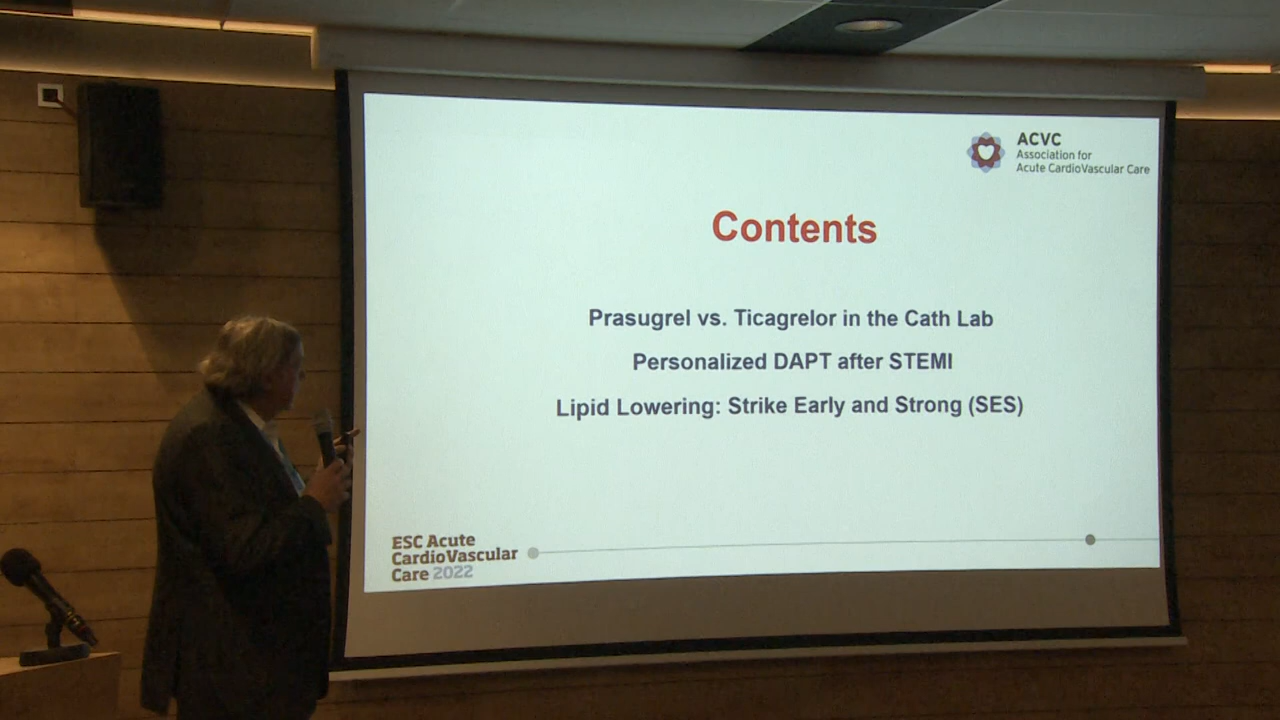 ACVC
Association for
Acute CardioVascular Care
Contents
Prasugrel vs. Ticagrelor in the Cath Lab
Personalized DAPT after STEMI
Lipid Lowering: Strike Early and Strong (SES)
ESC Acute
CardioVascular
Care 2022